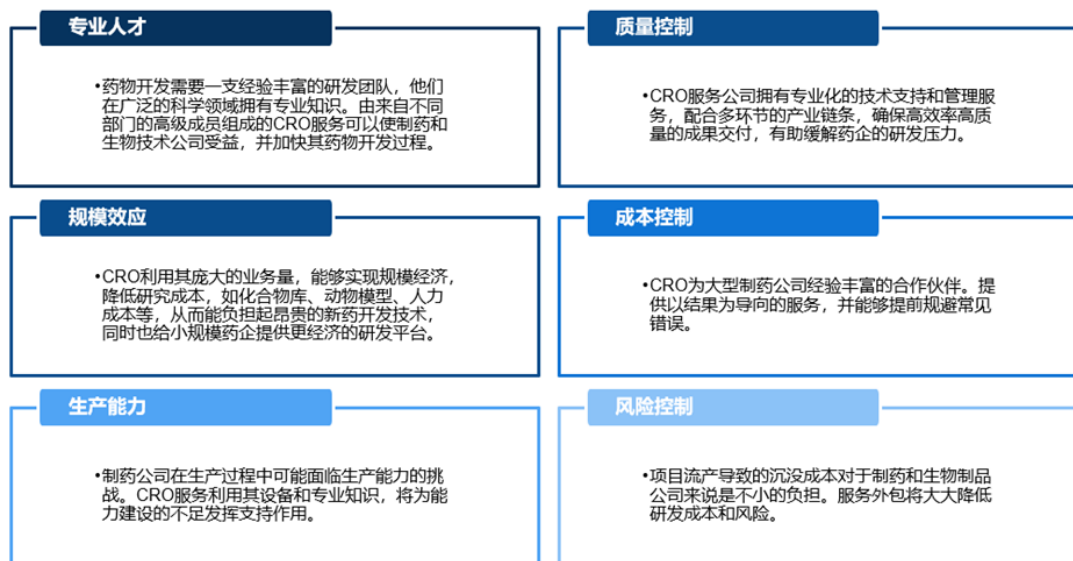 专业人才
•药物开发需要一支经验丰富的研发团队，他们
在广泛的科学领域拥有专业知识。由来自不同
部门的高级成员组成的CRO服务可以使制药和
生物技术公司受益，并加快其药物开发过程。
质量控制
•CRO服务公司拥有专业化的技术支持和管理服
务，配合多环节的产业链条，确保高效率高质
量的成果交付，有助缓解药企的研发压力。
规模效应
•CRO利用其庞大的业务量，能够实现规模经济，
降低研究成本，如化合物库、动物模型、人力
成本等，从而能负担起昂贵的新药开发技术，
同时也给小规模药企提供更经济的研发平台。
成本控制
•CRO为大型制药公司经验丰富的合作伙伴。提
供以结果为导向的服务，并能够提前规避常见
错误。
生产能力
•制药公司在生产过程中可能面临生产能力的挑
战。CRO服务利用其设备和专业知识，将为能
力建设的不足发挥支持作用。
风险控制
•项目流产导致的沉没成本对于制药和生物制品
公司来说是不小的负担。服务外包将大大降低
研发成本和风险。